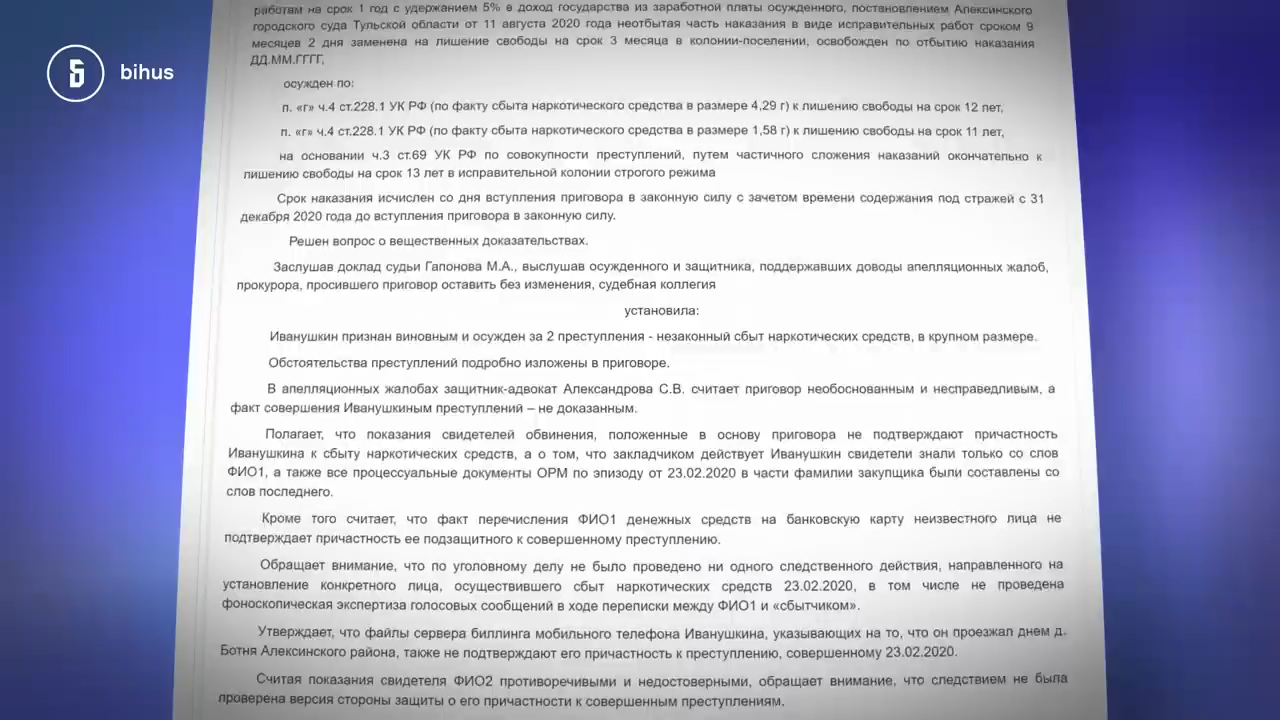 Б
bihus
работам на срок 1 год с удержанием 5% в доход государства из заработной платы осужденного, постановлением Алексинского
городского суда Тульской области от 11 августа 2020 года неотбытая часть наказания в виде исправительных работ сроком 9
месяцев 2 дня заменена на лишение свободы на срок 3 месяца в колонии-поселении, освобожден по отбытию наказания
ДД.ММ.ГГГГ,
осужден по:
п. «г» ч.4 ст.228.1 УК РФ (по факту сбыта наркотического средства в размере 4,29 г) к лишению свободы на срок 12 лет,
п. «г» ч.4 ст.228.1 УК РФ (по факту сбыта наркотического средства в размере 1,58 г) к лишению свободы на срок 11 лет,
на основании ч.3 ст.69 УК РФ по совокупности преступлений, путем частичного сложения наказаний окончательно к
лишению свободы на срок 13 лет в исправительной колонии строгого режима
Срок наказания исчислен со дня вступления приговора в законную силу с зачетом времени содержания под стражей с 31
декабря 2020 года до вступления приговора в законную силу.
Решен вопрос о вещественных доказательствах.
Заслушав доклад судьи Гапонова М.А., выслушав осужденного и защитника, поддержавших доводы апелляционных жалоб,
прокурора, просившего приговор оставить без изменения, судебная коллегия
установила:
Иванушкин признан виновным и осужден за 2 преступления - незаконный сбыт наркотических средств, в крупном размере.
Обстоятельства преступлений подробно изложены в приговоре.
В апелляционных жалобах защитник-адвокат Александрова С.В. считает приговор необоснованным и несправедливым, а
факт совершения Иванушкиным преступлений – не доказанным.
Полагает, что показания свидетелей обвинения, положенные в основу приговора не подтверждают причастность
Иванушкина к сбыту наркотических средств, а о том, что закладчиком действует Иванушкин свидетели знали только со слов
ФИО1, а также все процессуальные документы ОРМ по эпизоду от 23.02.2020 в части фамилии закупщика были составлены со
слов последнего.
Кроме того считает, что факт перечисления ФИО1 денежных средств на банковскую карту неизвестного лица не
подтверждает причастность ее подзащитного к совершенному преступлению.
Обращает внимание, что по уголовному делу не было проведено ни одного следственного действия, направленного на
установление конкретного лица, осуществившего сбыт наркотических средств 23.02.2020, в том числе не проведена
фоноскопическая экспертиза голосовых сообщений в ходе переписки между ФИО1 и «сбытчиком».
Утверждает, что файлы сервера биллинга мобильного телефона Иванушкина, указывающих на то, что он проезжал днем д.
Ботня Алексинского района, также не подтверждают его причастность к преступлению, совершенному 23.02.2020.
Считая показания свидетеля ФИО2 противоречивыми и недостоверными, обращает внимание, что следствием не была
проверена версия стороны защиты о его причастности к совершенным преступлениям.